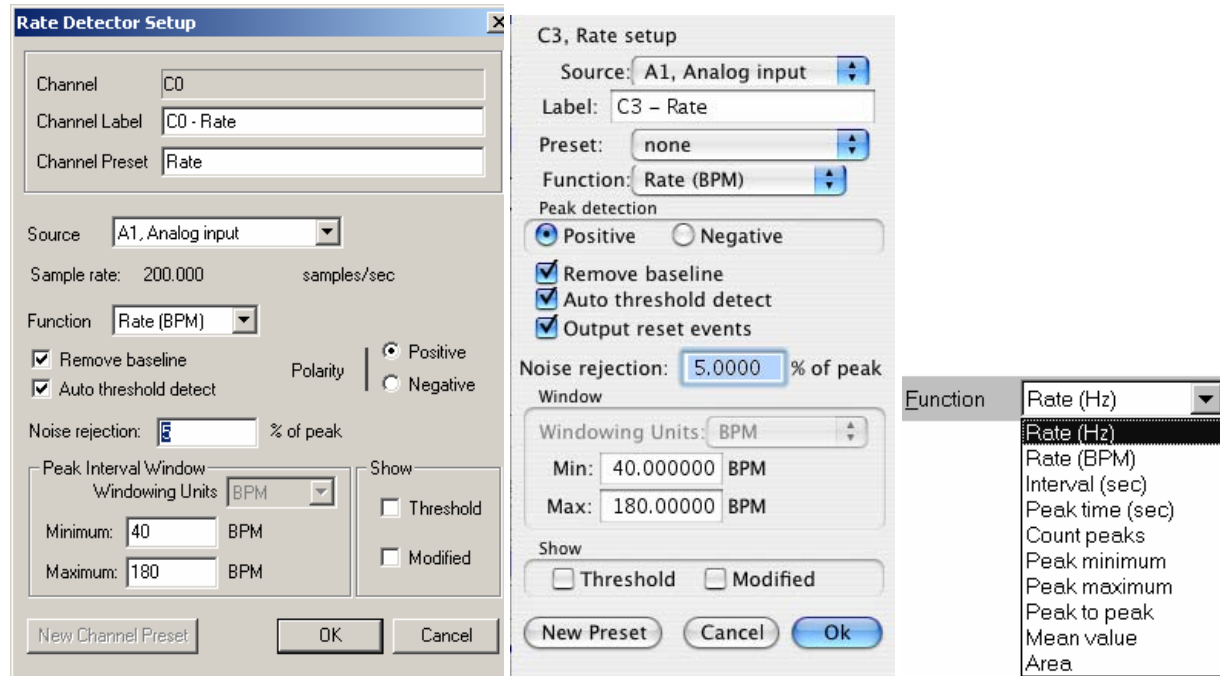 Rate Detector Setup
Channel C0
Channel Label C0 - Rate
Channel Preset Rate
Source A1, Analog input
Sample rate: 200.000 samples/sec
Function Rate (BPM)
Remove baseline
Auto threshold detect
Polarity
Positive
Negative
Noise rejection: 5 % of peak
Peak Interval Window
Windowing Units BPM
Minimum: 40 BPM
Maximum: 180 BPM
Show
Threshold
Modified
New Channel Preset OK Cancel
C3, Rate setup
Source: A1, Analog input
Label: C3 – Rate
Preset: none
Function: Rate (BPM)
Peak detection
Positive Negative
Remove baseline
Auto threshold detect
Output reset events
Noise rejection: 5.0000 % of peak
Window
Windowing Units: BPM
Min: 40.000000 BPM
Max: 180.00000 BPM
Show
Threshold Modified
New Preset Cancel Ok
Function Rate (Hz)
Rate (Hz)
Rate (BPM)
Interval (sec)
Peak time (sec)
Count peaks
Peak minimum
Peak maximum
Peak to peak
Mean value
Area